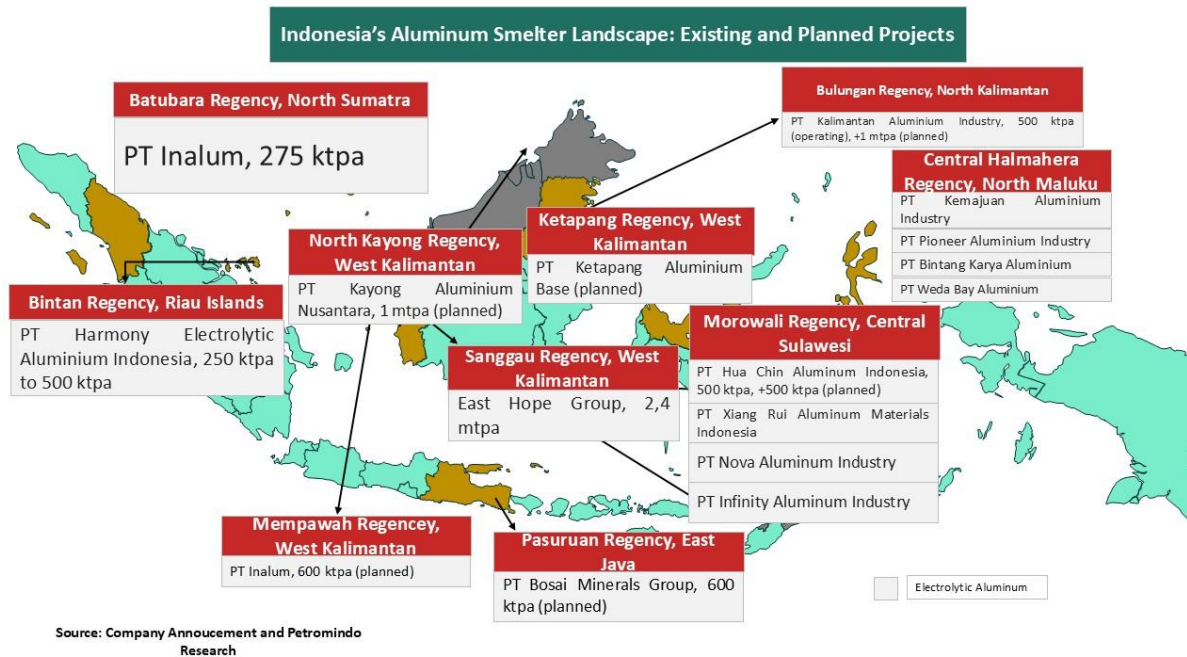 Indonesia's Aluminum Smelter Landscape: Existing and Planned Projects
Batubara Regency, North Sumatra
PT Inalum, 275 ktpa
Bulungan Regency, North Kalimantan
PT Kalimantan Aluminium Industry, 500 ktpa
(operating), +1 mtpa (planned)
Central Halmahera
Regency, North Maluku
PT Kemajuan Aluminium
Industry
PT Pioneer Aluminium Industry
PT Bintang Karya Aluminium
PT Weda Bay Aluminium
North Kayong Regency,
West Kalimantan
PT Kayong Aluminium
Nusantara, 1 mtpa (planned)
Ketapang Regency, West
Kalimantan
PT Ketapang Aluminium
Base (planned)
Bintan Regency, Riau Islands
PT Harmony Electrolytic
Aluminium Indonesia, 250 ktpa
to 500 ktpa
Sanggau Regency, West
Kalimantan
East Hope Group, 2,4
mtpa
Morowali Regency, Central
Sulawesi
PT Hua Chin Aluminum Indonesia,
500 ktpa, +500 ktpa (planned)
PT Xiang Rui Aluminum Materials
Indonesia
PT Nova Aluminum Industry
PT Infinity Aluminum Industry
Mempawah Regencey,
West Kalimantan
PT Inalum, 600 ktpa (planned)
Pasuruan Regency, East
Java
PT Bosai Minerals Group, 600
ktpa (planned)
Electrolytic Aluminum
Source: Company Annoucement and Petromindo
Research